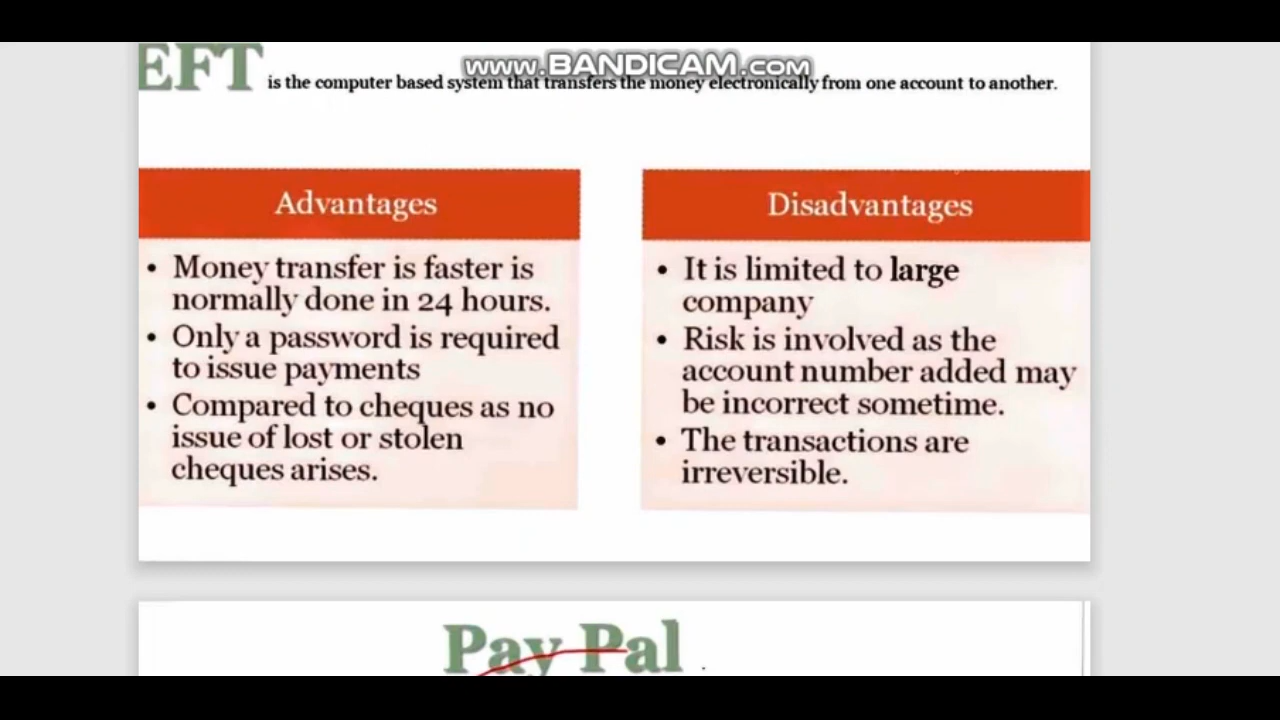 www.BANDICAM.com
EFT is the computer based system that transfers the money electronically from one account to another.
Advantages
• Money transfer is faster is
normally done in 24 hours.
• Only a password is required
to issue payments
• Compared to cheques as no
issue of lost or stolen
cheques arises.
Disadvantages
• It is limited to large
company
• Risk is involved as the
account number added may
be incorrect sometime.
• The transactions are
irreversible.
Pay Pal